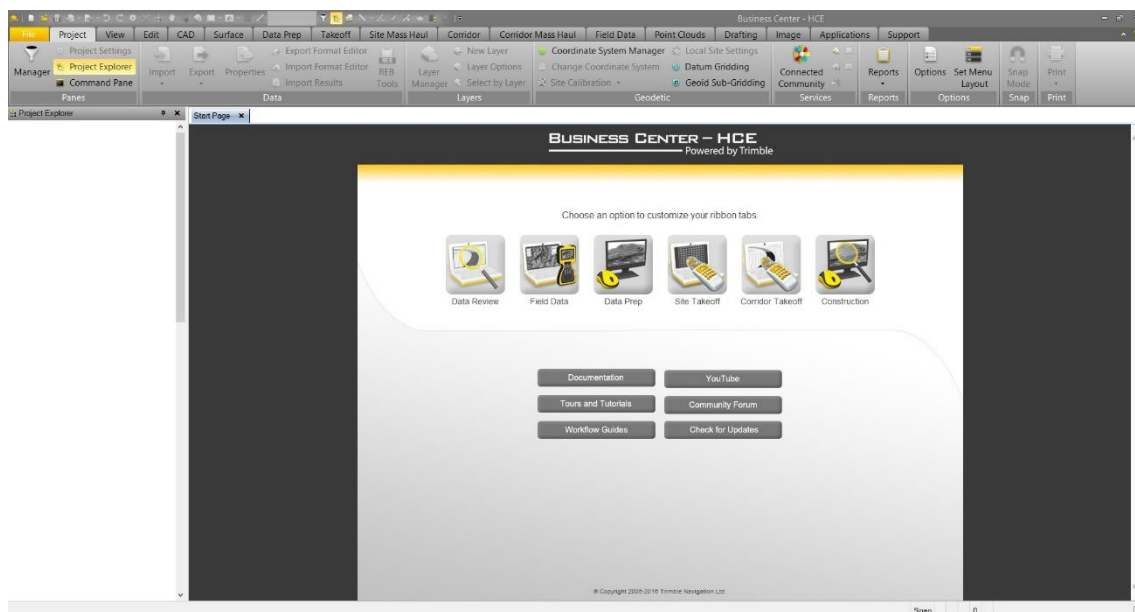 Business Center - HCE
File Project View Edit CAD Surface Data Prep Takeoff Site Mass Haul Corridor Corridor Mass Haul Field Data Point Clouds Drafting Image Applications Support
Manager
Project Settings
Project Explorer
Command Pane
Panes
Import
Export
Properties
Export Format Editor
Import Format Editor
Import Results
REB Tools
Data
Layer Manager
New Layer
Layer Options
Select by Layer
Layers
Coordinate System Manager
Change Coordinate System
Site Calibration
Local Site Settings
Datum Gridding
Geoid Sub-Gridding
Geodetic
Connected Community
Services
Reports
Reports
Options
Set Menu Layout
Options
Snap Mode
Snap
Print
Print
Project Explorer
Start Page
BUSINESS CENTER – HCE
Powered by Trimble
Choose an option to customize your ribbon tabs.
Data Review Field Data Data Prep Site Takeoff Corridor Takeoff Construction
Documentation YouTube
Tours and Tutorials Community Forum
Workflow Guides Check for Updates
© Copyright 2005-2016 Trimble Navigation Ltd.
Snap 0